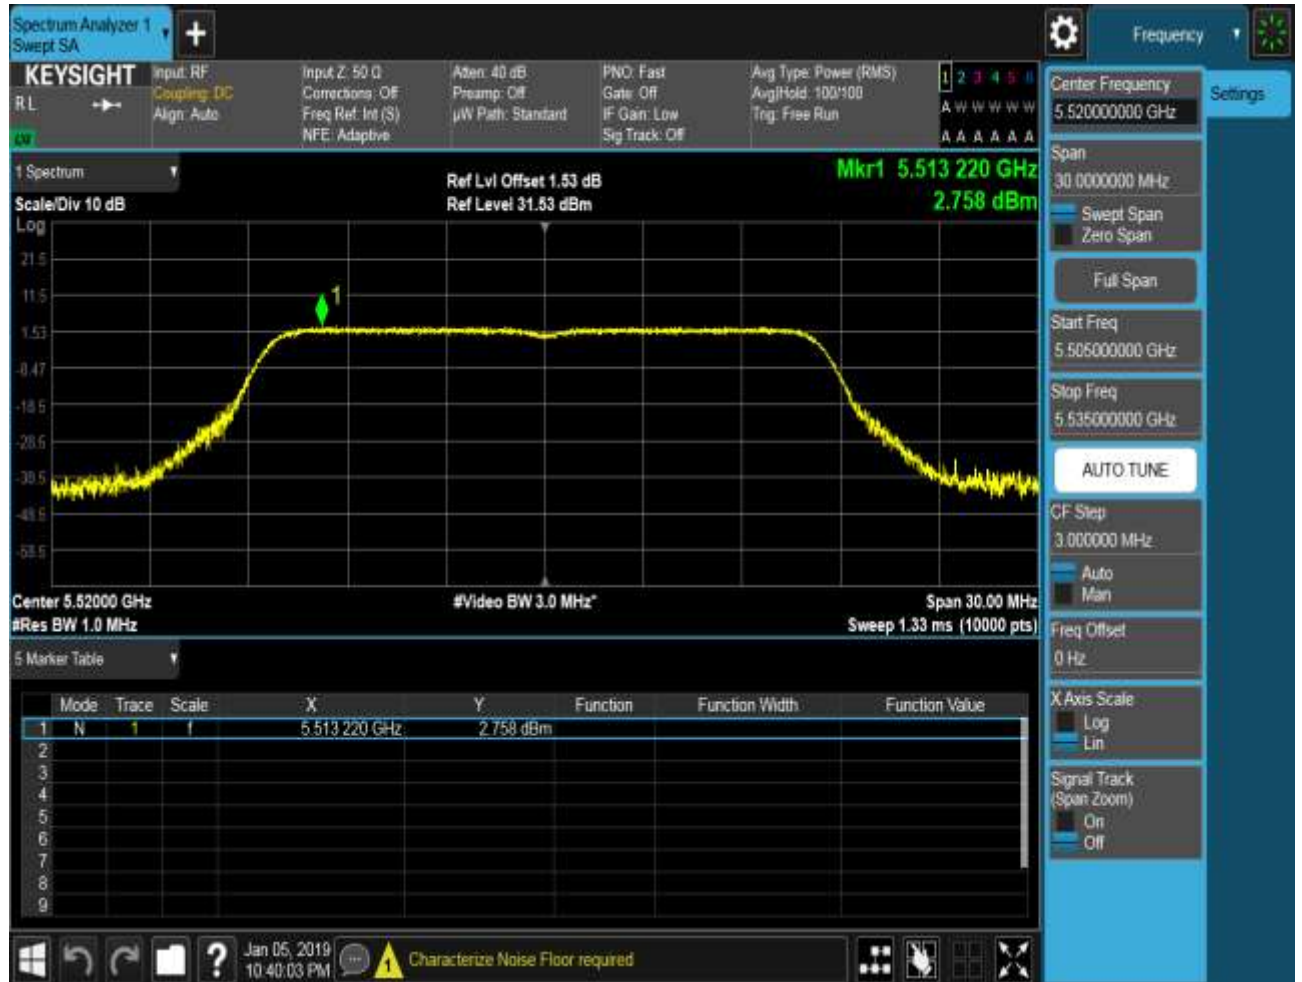 Spectrum Analyzer 1
Swept SA
Frequency
KEYSIGHT
RL
Input: RF
Coupling: DC
Align: Auto
Input Z: 50 Ω
Corrections: Off
Freq Ref: Int (S)
NFE: Adaptive
Atten: 40 dB
Preamp: Off
µW Path: Standard
PNO: Fast
Gate: Off
IF Gain: Low
Sig Track: Off
Avg Type: Power (RMS)
Avg|Hold: 100/100
Trig: Free Run
1 2 3 4 5 6
A W W W W W
A A A A A A
1 Spectrum
Scale/Div 10 dB
Ref Lvl Offset 1.53 dB
Ref Level 31.53 dBm
Mkr1 5.513 220 GHz
2.758 dBm
Log
21.5
11.5
1.53
-8.47
-18.5
-28.5
-38.5
-48.5
-58.5
1
Center 5.52000 GHz
#Res BW 1.0 MHz
#Video BW 3.0 MHz*
Span 30.00 MHz
Sweep 1.33 ms (10000 pts)
5 Marker Table
Mode Trace Scale X Y Function Function Width Function Value
1 N 1 f 5.513 220 GHz 2.758 dBm
2
3
4
5
6
7
8
9
Center Frequency
5.520000000 GHz
Settings
Span
30.0000000 MHz
Swept Span
Zero Span
Full Span
Start Freq
5.505000000 GHz
Stop Freq
5.535000000 GHz
AUTO TUNE
CF Step
3.000000 MHz
Auto
Man
Freq Offset
0 Hz
X Axis Scale
Log
Lin
Signal Track
(Span Zoom)
On
Off
?
Jan 05, 2019
10:40:03 PM
1
Characterize Noise Floor required